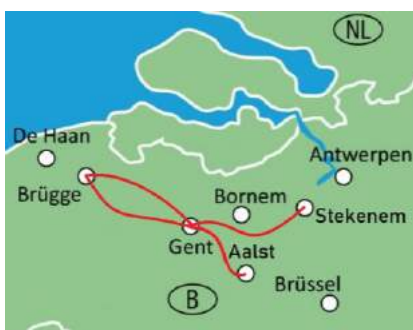 NL
De Haan
Antwerpen
Brügge
Bornem
Stekenem
Gent
Aalst
Brüssel
B